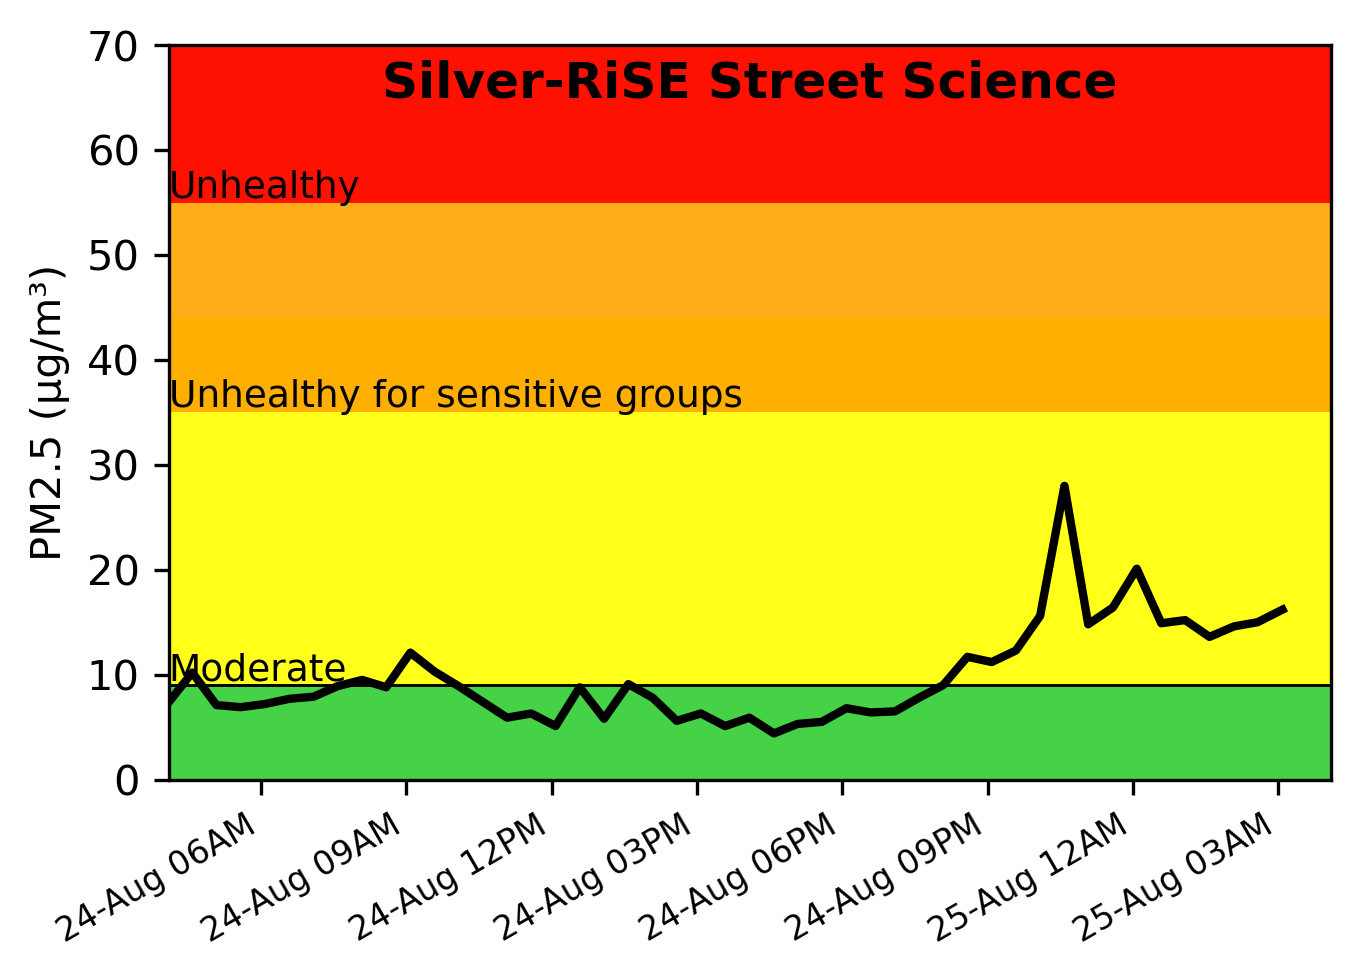 Silver-RiSE Street Science
70
60
Unhealthy
50
40
Unhealthy for sensitive groups
30
20
Moderate
10
0
PM2.5 (µg/m³)
24-Aug 06AM
24-Aug 09AM
24-Aug 12PM
24-Aug 03PM
24-Aug 06PM
24-Aug 09PM
25-Aug 12AM
25-Aug 03AM